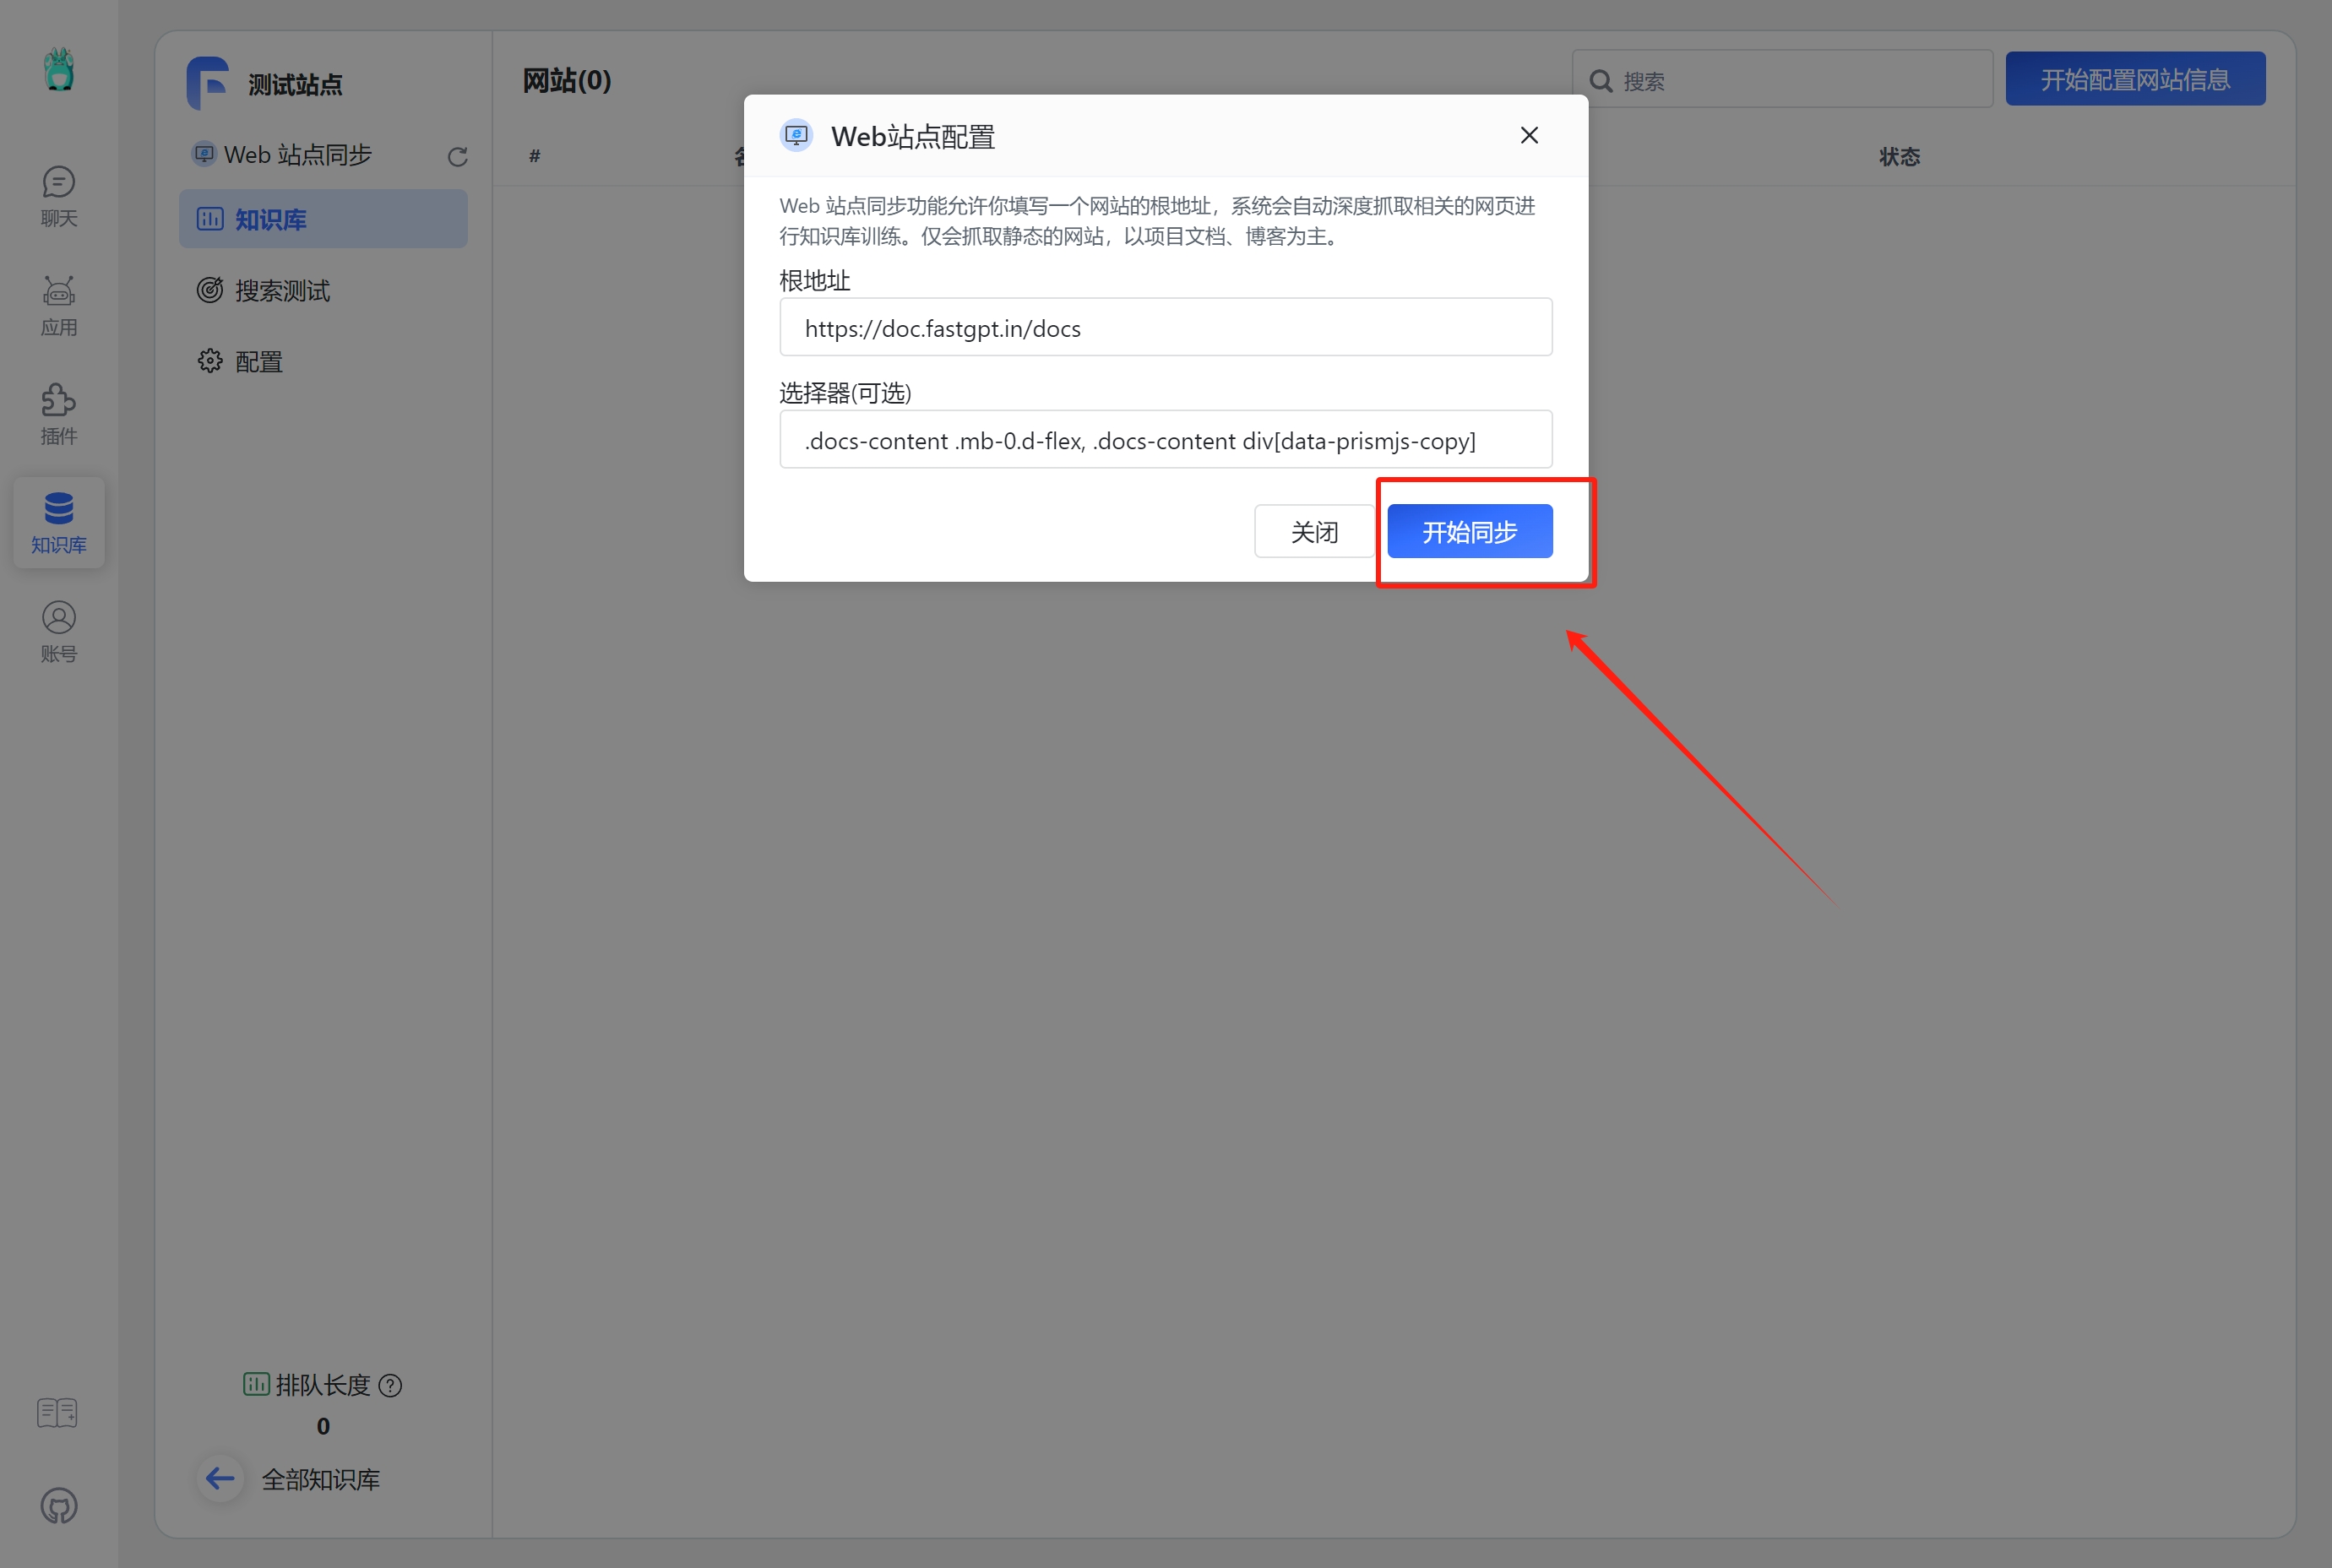 聊天
应用
插件
知识库
账号
测试站点
Web 站点同步
知识库
搜索测试
配置
排队长度
0
全部知识库
网站(0)
搜索
开始配置网站信息
#
状态
Web站点配置
Web 站点同步功能允许你填写一个网站的根地址，系统会自动深度抓取相关的网页进
行知识库训练。仅会抓取静态的网站，以项目文档、博客为主。
根地址
https://doc.fastgpt.in/docs
选择器(可选)
.docs-content .mb-0.d-flex, .docs-content div[data-prismjs-copy]
关闭
开始同步